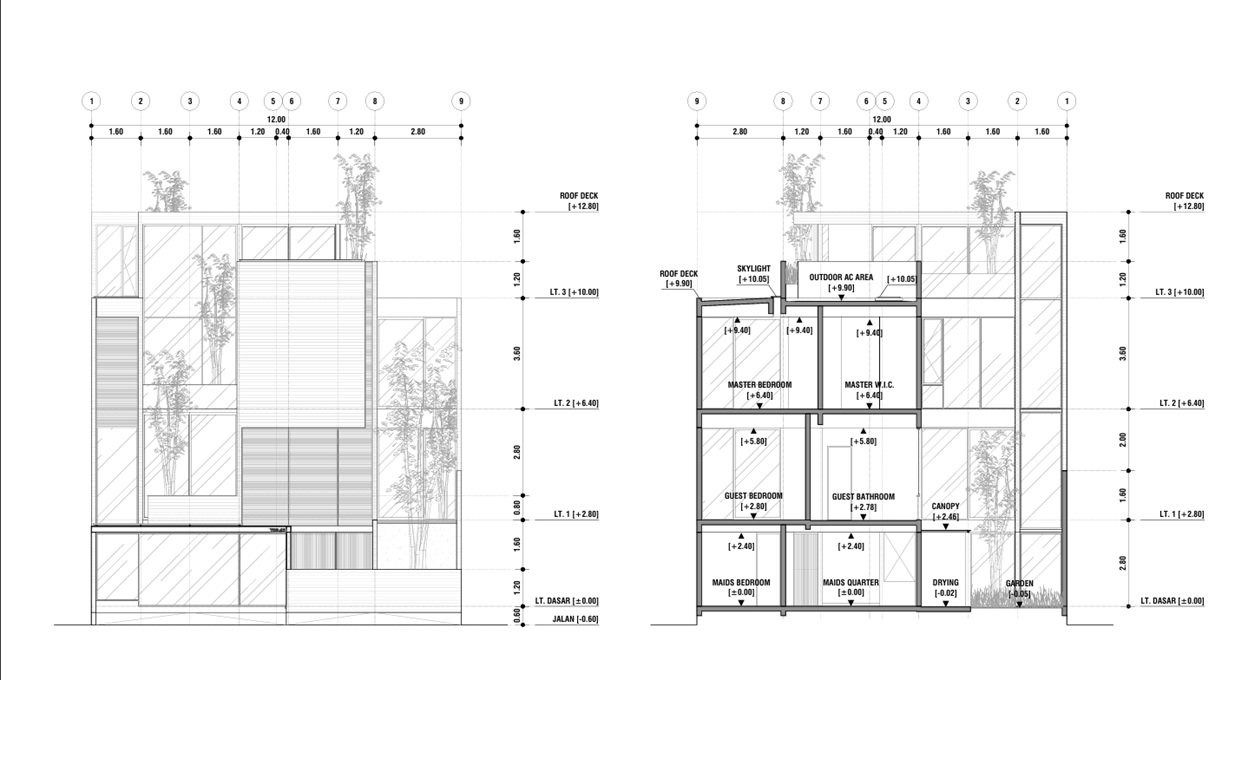 1 2 3 4 5 6 7 8 9
12.00
1.60 1.60 1.60 1.20 0.40 1.60 1.20 2.80
ROOF DECK
[+12.80]
1.60
1.20
LT. 3 [+10.00]
3.60
LT. 2 [+6.40]
2.80
0.80
LT. 1 [+2.80]
1.60
1.20
LT. DASAR [±0.00]
0.60
JALAN [-0.60]
9 8 7 6 5 4 3 2 1
12.00
2.80 1.20 1.60 0.40 1.20 1.60 1.60 1.60
ROOF DECK
[+12.80]
1.60
ROOF DECK
[+9.90]
SKYLIGHT
[+10.05]
OUTDOOR AC AREA
[+9.90]
[+10.05]
1.20
LT. 3 [+10.00]
[+9.40]
[+9.40]
[+9.40]
3.60
MASTER BEDROOM
[+6.40]
MASTER W.I.C.
[+6.40]
LT. 2 [+6.40]
[+5.80]
[+5.80]
2.00
GUEST BEDROOM
[+2.80]
GUEST BATHROOM
[+2.78]
CANOPY
[+2.46]
1.60
LT. 1 [+2.80]
[+2.40]
[+2.40]
2.80
MAIDS BEDROOM
[±0.00]
MAIDS QUARTER
[±0.00]
DRYING
[-0.02]
GARDEN
[-0.05]
LT. DASAR [±0.00]